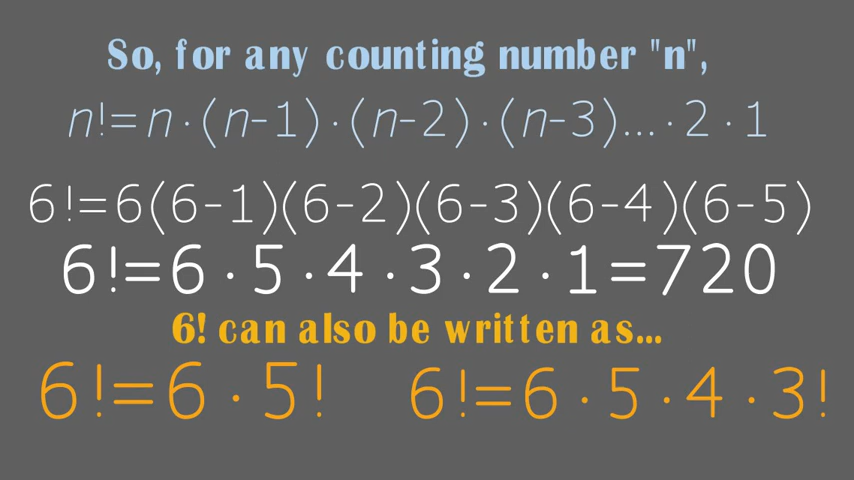 So, for any counting number "n",
n!=n·(n-1)·(n-2)·(n-3)...·2·1
6!=6(6-1)(6-2)(6-3)(6-4)(6-5)
6!=6·5·4·3·2·1=720
6! can also be written as...
6!=6·5! 6!=6·5·4·3!